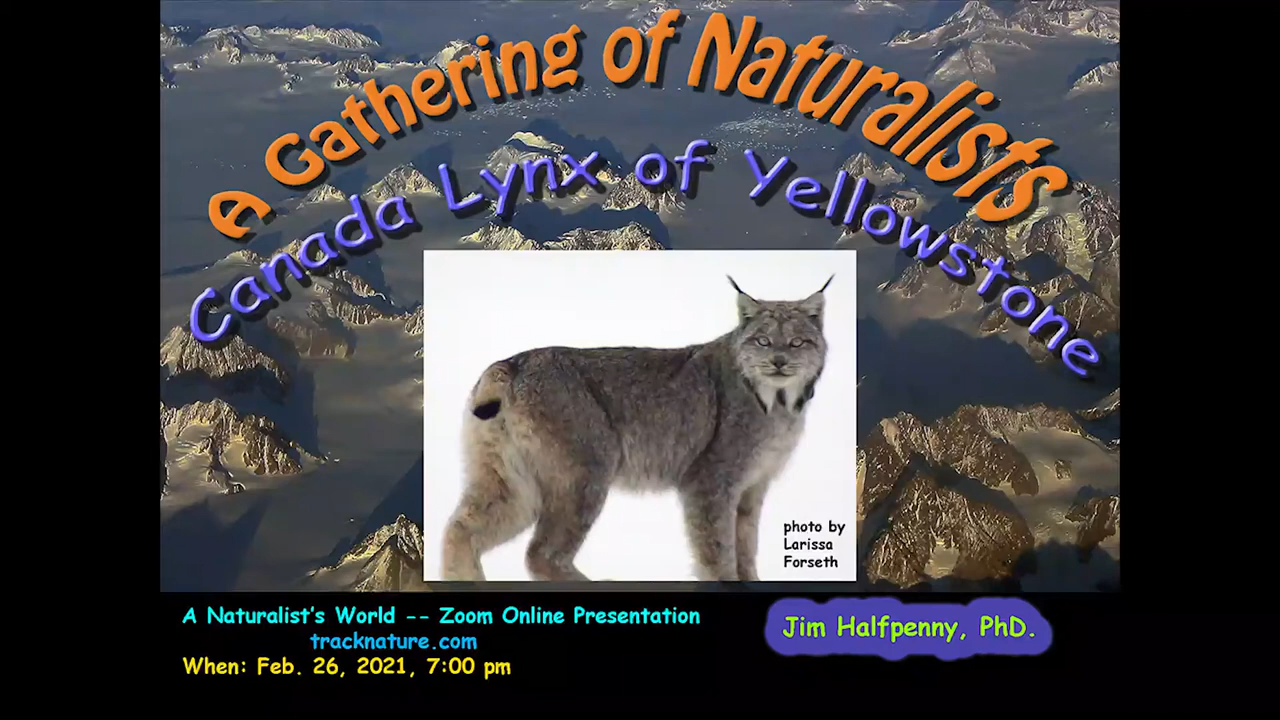 A Gathering of Naturalists
Canada Lynx of Yellowstone
photo by
Larissa
Forseth
A Naturalist's World -- Zoom Online Presentation
tracknature.com
When: Feb. 26, 2021, 7:00 pm
Jim Halfpenny, PhD.